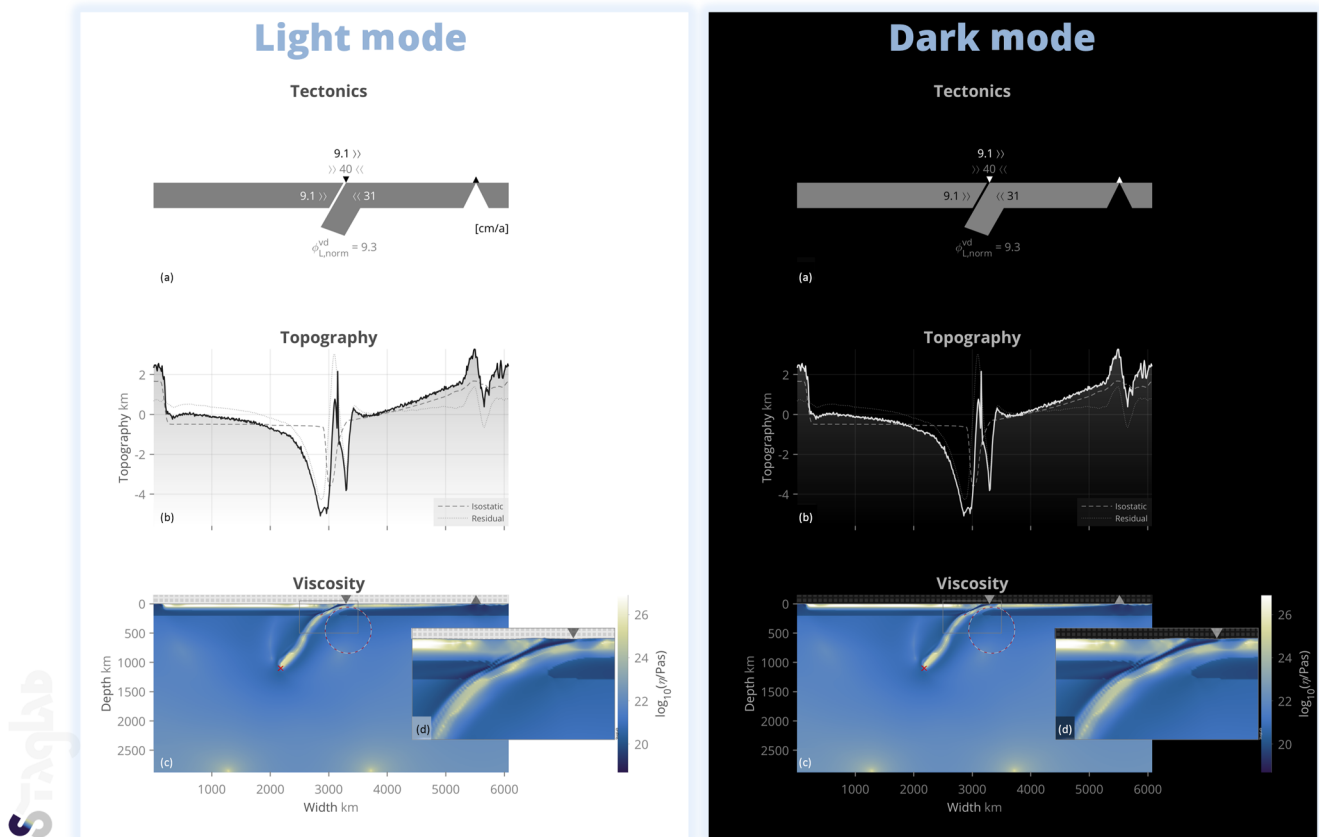 Light mode
Tectonics
9.1 ⟩⟩
⟩⟩ 40 ⟨⟨
9.1 ⟩⟩
⟨⟨ 31
[cm/a]
ϕ^vd_L,norm = 9.3
(a)
Topography
2
0
-2
-4
Topography km
Isostatic
Residual
(b)
Viscosity
0
500
1000
1500
2000
2500
Depth km
(c)
(d)
26
24
22
20
log10(η/Pas)
1000 2000 3000 4000 5000 6000
Width km
Dark mode
Tectonics
9.1 ⟩⟩
⟩⟩ 40 ⟨⟨
9.1 ⟩⟩
⟨⟨ 31
ϕ^vd_L,norm = 9.3
(a)
Topography
2
0
-2
-4
Topography km
Isostatic
Residual
(b)
Viscosity
0
500
1000
1500
2000
2500
Depth km
(c)
(d)
26
24
22
20
log10(η/Pas)
1000 2000 3000 4000 5000 6000
Width km
STAGLAB